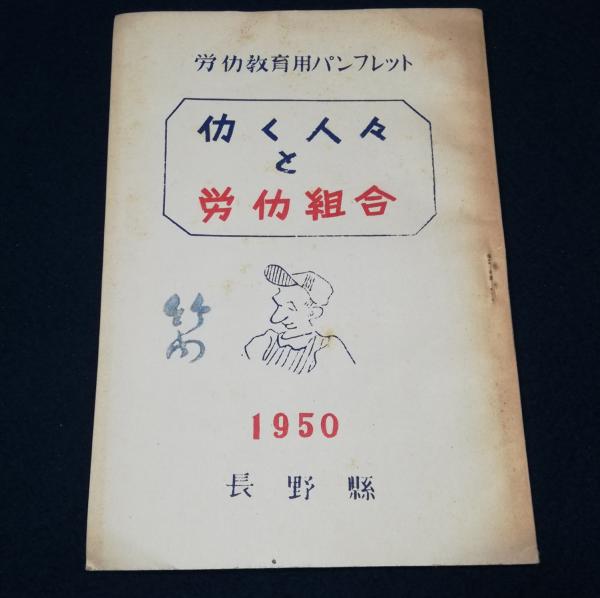 労仂教育用パンフレット
仂く人々
と
労仂組合
1950
長野縣